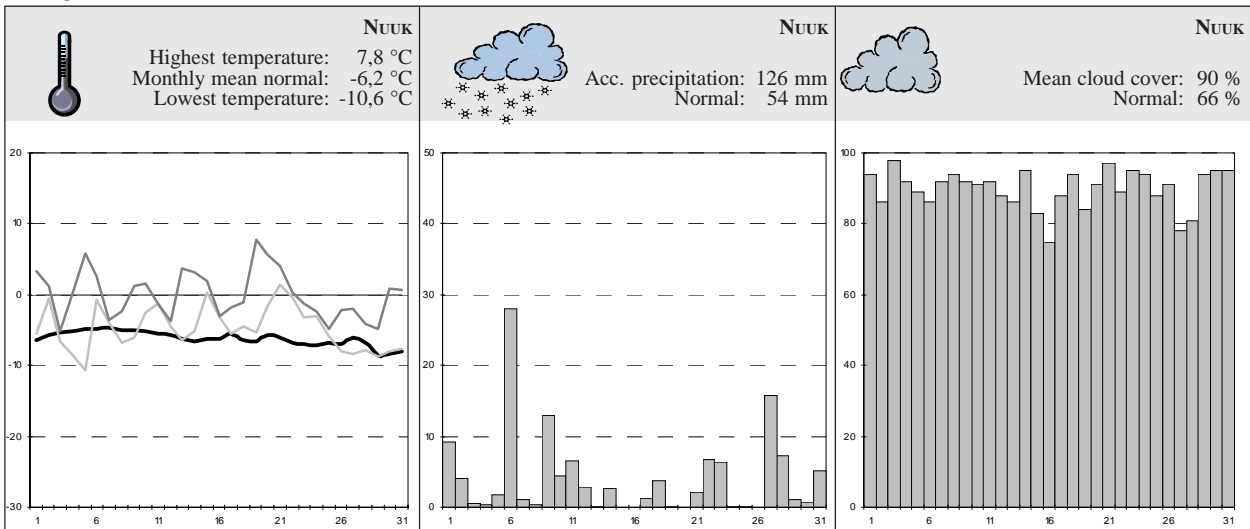 NUUK
Highest temperature: 7,8 °C
Monthly mean normal: -6,2 °C
Lowest temperature: -10,6 °C
20
10
0
-10
-20
-30
1 6 11 16 21 26 31
NUUK
Acc. precipitation: 126 mm
Normal: 54 mm
50
40
30
20
10
0
1 6 11 16 21 26 31
NUUK
Mean cloud cover: 90 %
Normal: 66 %
100
80
60
40
20
0
1 6 11 16 21 26 31